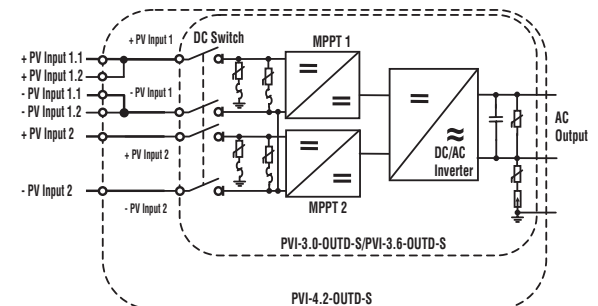 + PV Input 1
DC Switch
MPPT 1
+ PV Input 1.1
+ PV Input 1.2
- PV Input 1.1
- PV Input 1
- PV Input 1.2
+ PV Input 2
+ PV Input 2
- PV Input 2
- PV Input 2
MPPT 2
DC/AC
Inverter
AC
Output
PVI-3.0-OUTD-S/PVI-3.6-OUTD-S
PVI-4.2-OUTD-S